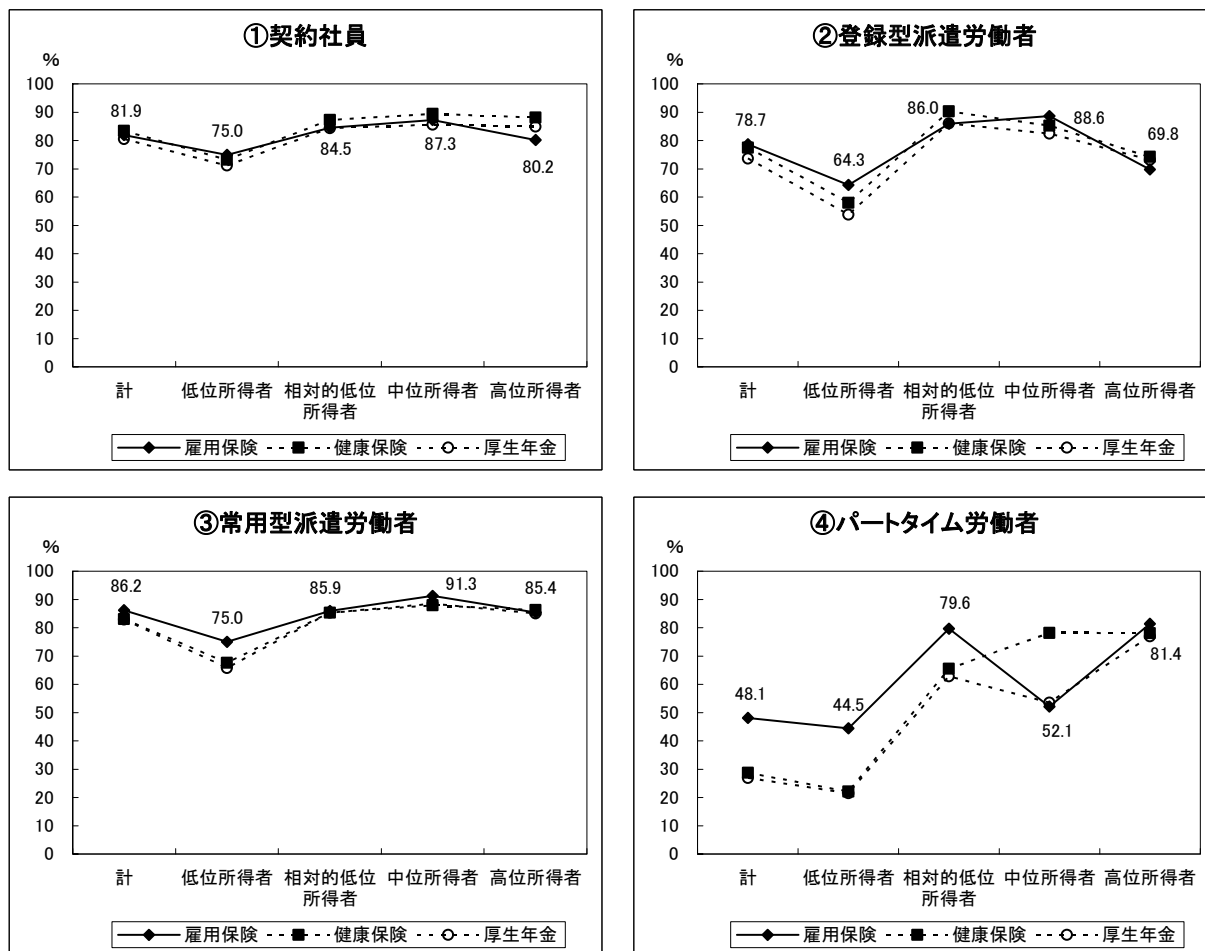 ①契約社員
%
100
90
80
70
60
50
40
30
20
10
0
81.9
75.0
84.5
87.3
80.2
計
低位所得者
相対的低位
所得者
中位所得者
高位所得者
雇用保険
健康保険
厚生年金
②登録型派遣労働者
%
100
90
80
70
60
50
40
30
20
10
0
78.7
64.3
86.0
88.6
69.8
計
低位所得者
相対的低位
所得者
中位所得者
高位所得者
雇用保険
健康保険
厚生年金
③常用型派遣労働者
%
100
90
80
70
60
50
40
30
20
10
0
86.2
75.0
85.9
91.3
85.4
計
低位所得者
相対的低位
所得者
中位所得者
高位所得者
雇用保険
健康保険
厚生年金
④パートタイム労働者
%
100
90
80
70
60
50
40
30
20
10
0
48.1
44.5
79.6
52.1
81.4
計
低位所得者
相対的低位
所得者
中位所得者
高位所得者
雇用保険
健康保険
厚生年金